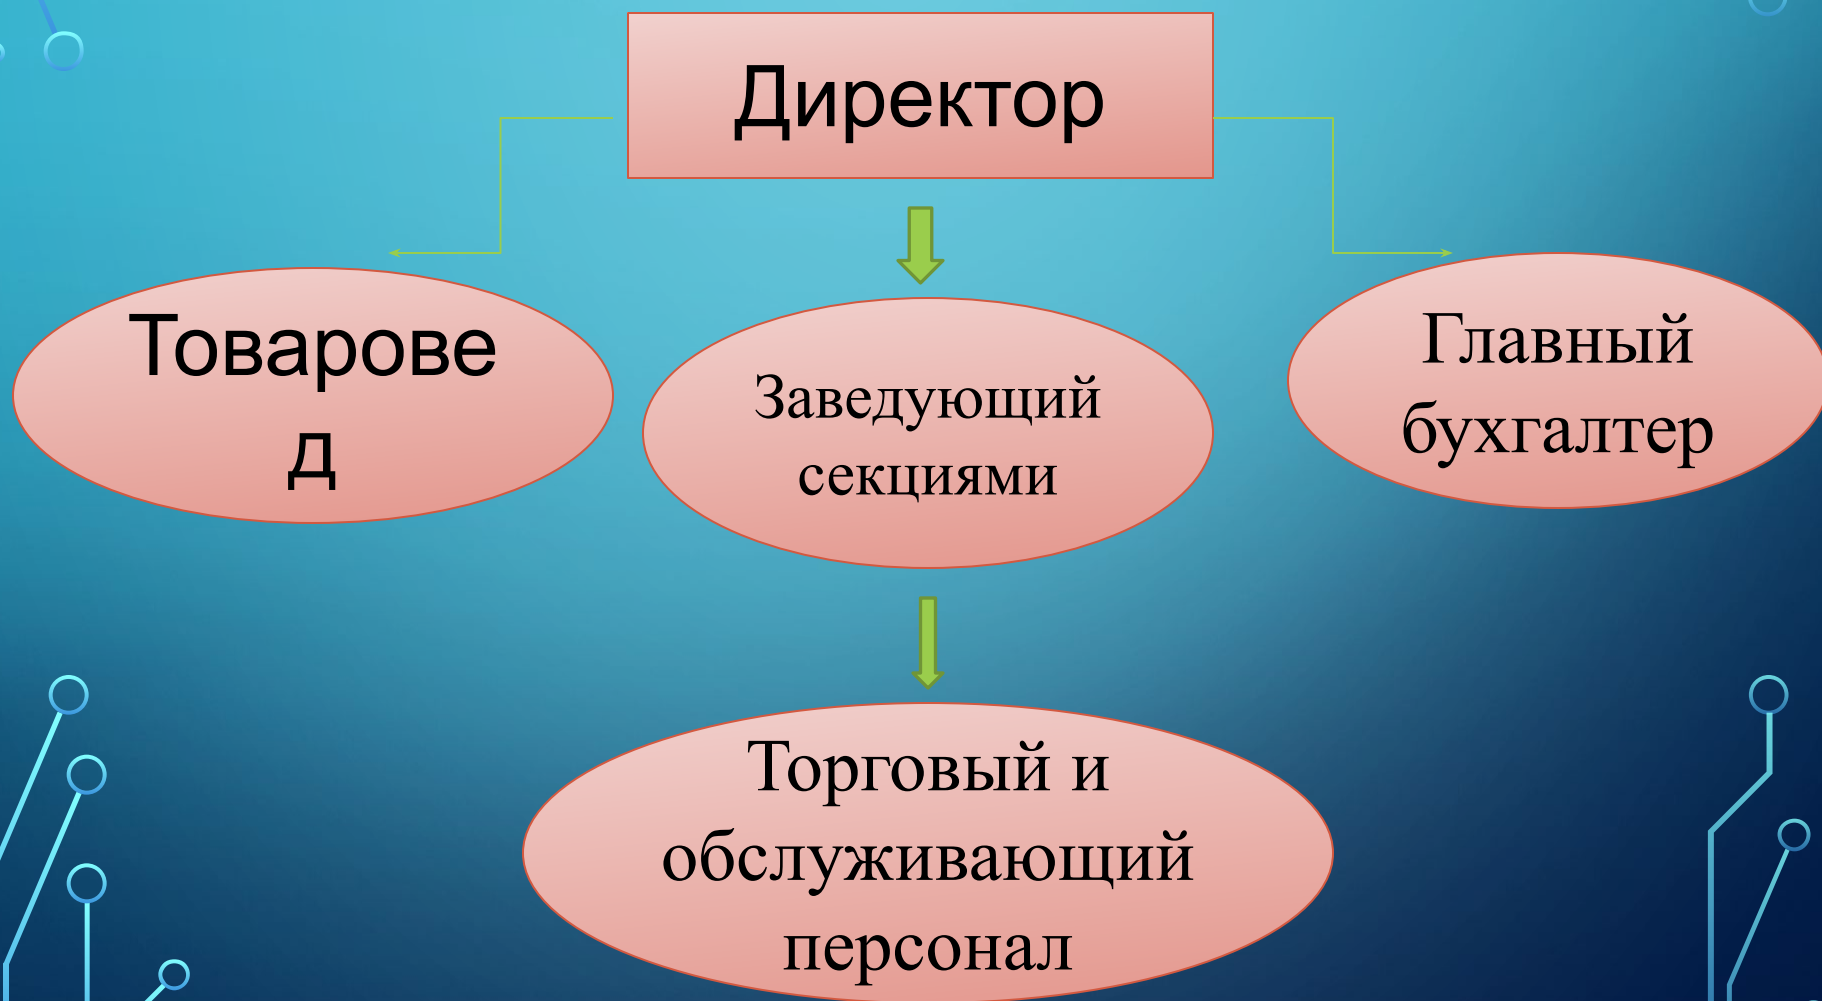 Директор
Товарове
д
Заведующий
секциями
Главный
бухгалтер
Торговый и
обслуживающий
персонал